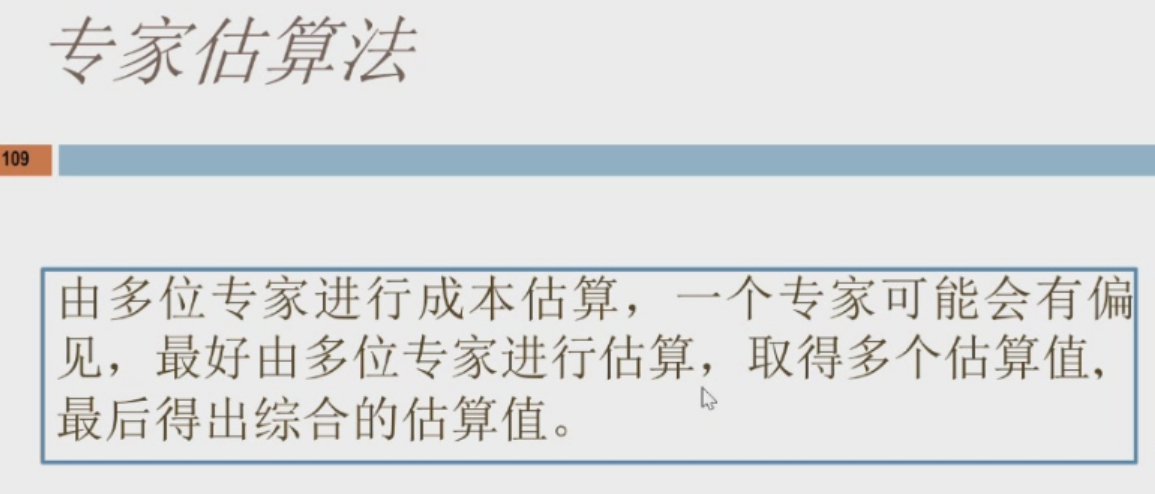 专家估算法
109
由多位专家进行成本估算，一个专家可能会有偏
见，最好由多位专家进行估算，取得多个估算值，
最后得出综合的估算值。